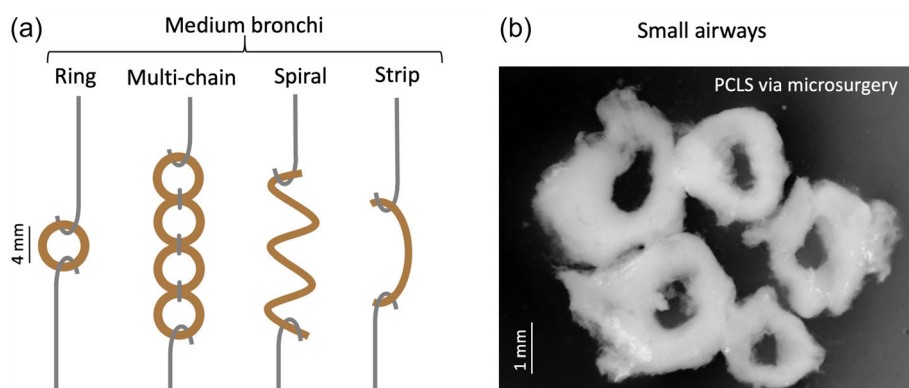 (a)
Medium bronchi
Ring
Multi-chain
Spiral
Strip
4 mm
(b)
Small airways
PCLS via microsurgery
1 mm